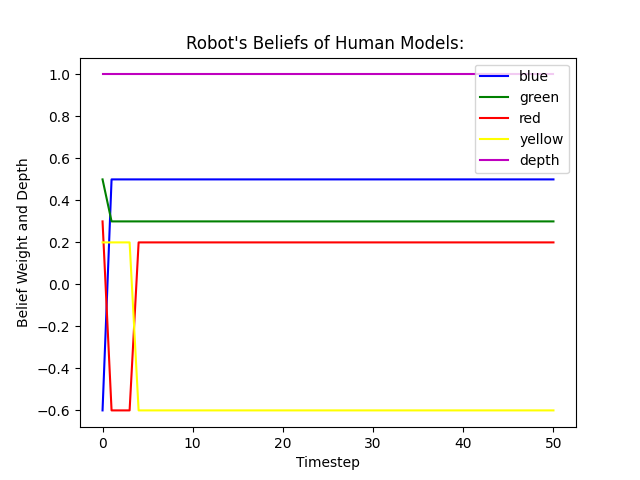 Robot's Beliefs of Human Models:
blue
green
red
yellow
depth
Belief Weight and Depth
1.0
0.8
0.6
0.4
0.2
0.0
−0.2
−0.4
−0.6
0 10 20 30 40 50
Timestep